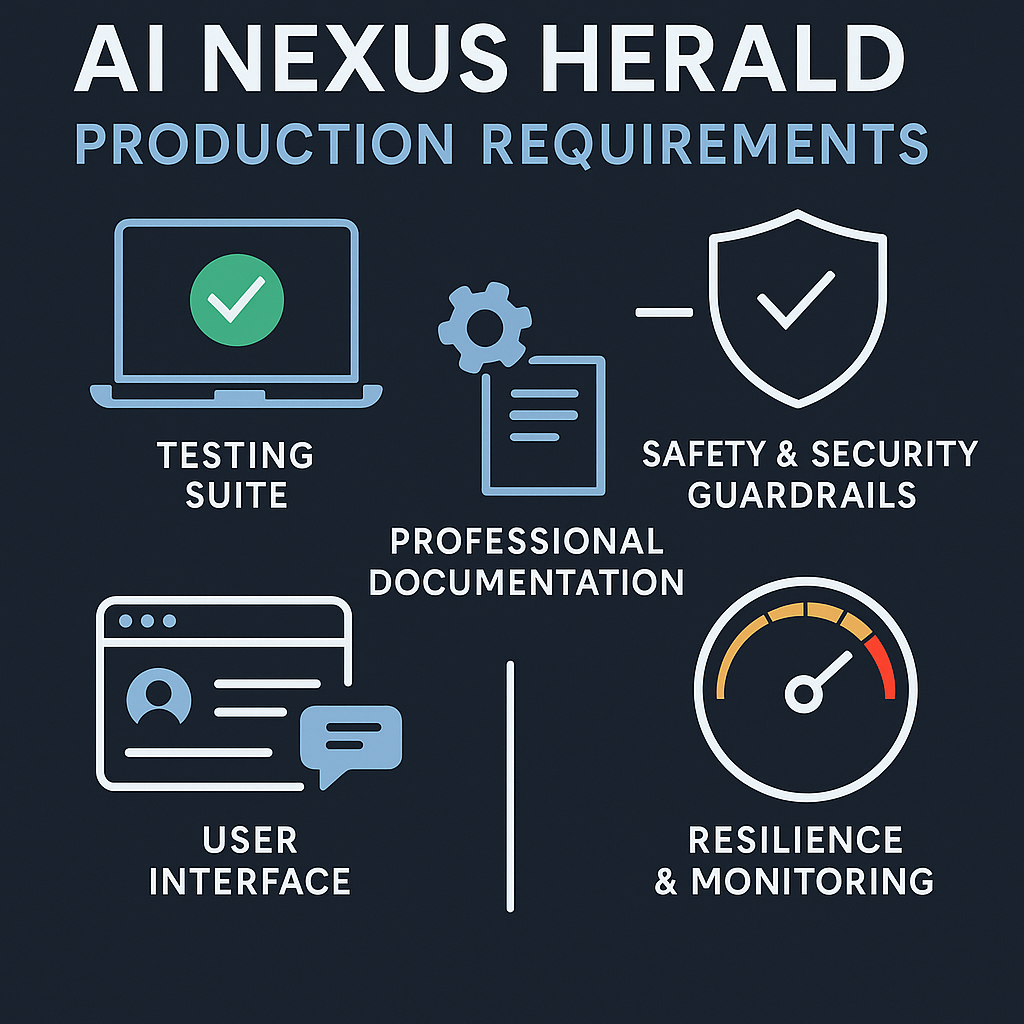 AI NEXUS HERALD
PRODUCTION REQUIREMENTS
TESTING
SUITE
PROFESSIONAL
DOCUMENTATION
SAFETY & SECURITY
GUARDRAILS
USER
INTERFACE
RESILIENCE
& MONITORING